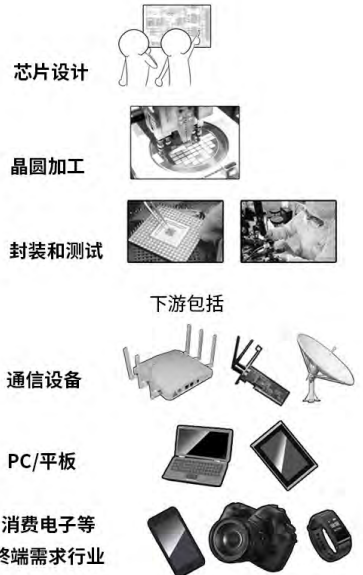 芯片设计
晶圆加工
封装和测试
下游包括
通信设备
PC/平板
消费电子等
终端需求行业